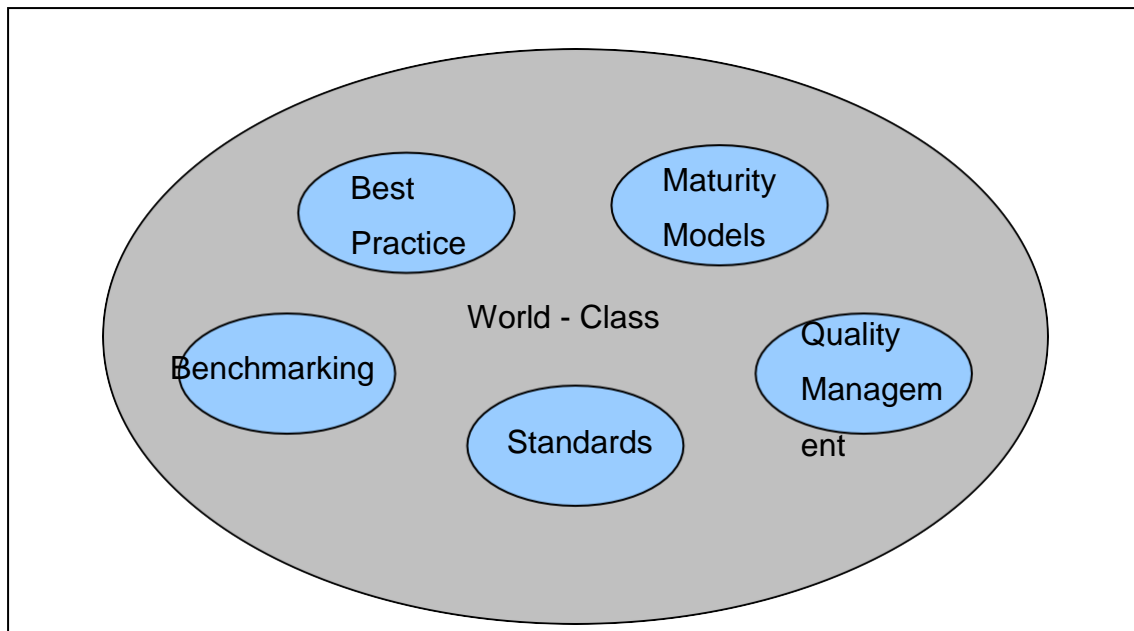 Best
Practice
Maturity
Models
World - Class
Benchmarking
Quality
Managem
ent
Standards